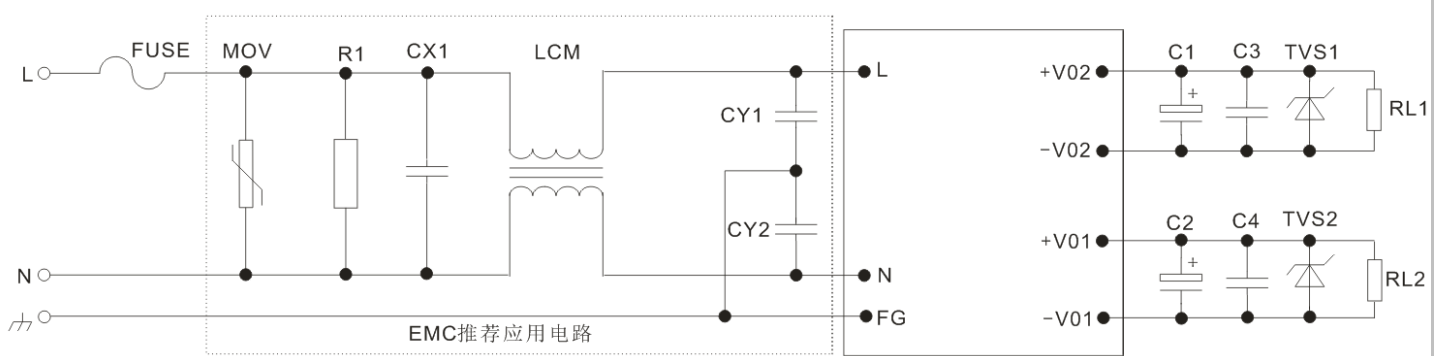 FUSE MOV R1 CX1 LCM C1 C3 TVS1
L L +V02
CY1 RL1
-V02
CY2 C2 C4 TVS2
+V01
N N RL2
FG -V01
EMC推荐应用电路